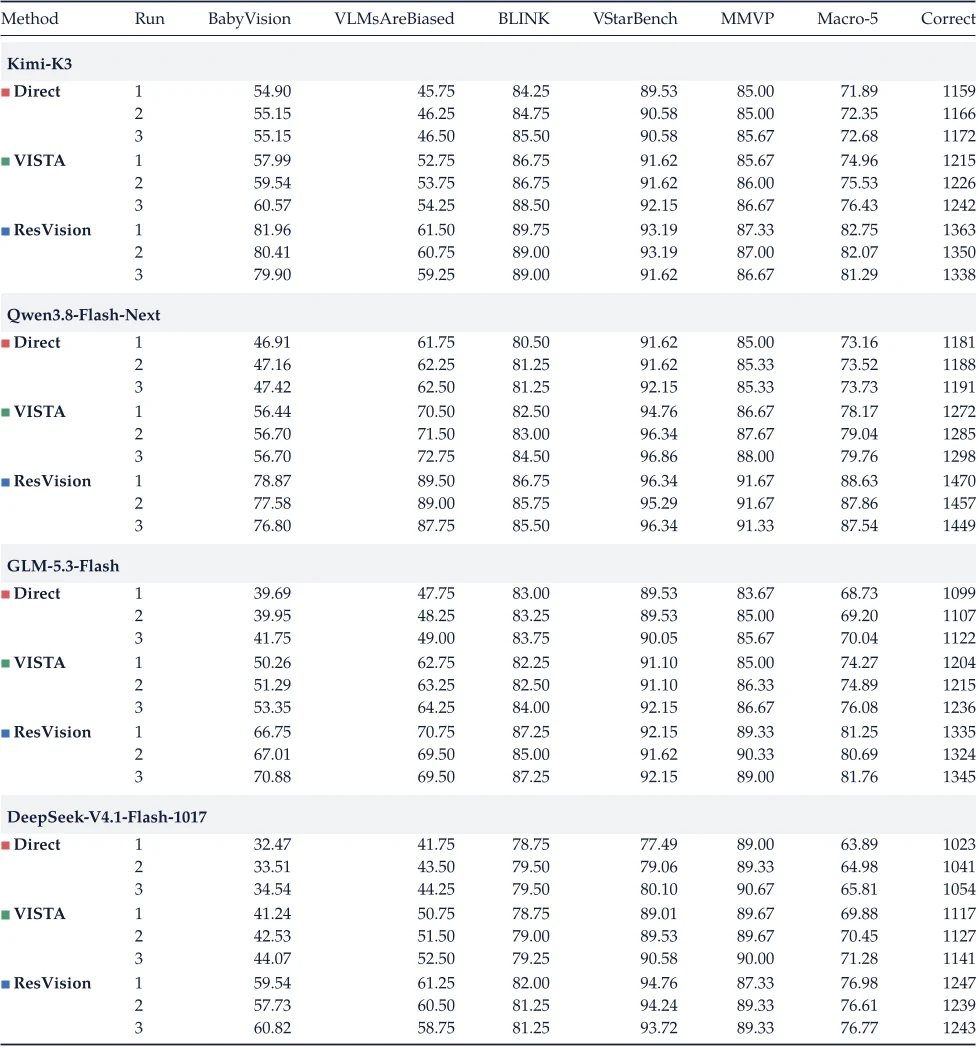 Method Run BabyVision VLMsAreBiased BLINK VStarBench MMVP Macro-5 Correct
Kimi-K3
Direct 1 54.90 45.75 84.25 89.53 85.00 71.89 1159
2 55.15 46.25 84.75 90.58 85.00 72.35 1166
3 55.15 46.50 85.50 90.58 85.67 72.68 1172
VISTA 1 57.99 52.75 86.75 91.62 85.67 74.96 1215
2 59.54 53.75 86.75 91.62 86.00 75.53 1226
3 60.57 54.25 88.50 92.15 86.67 76.43 1242
ResVision 1 81.96 61.50 89.75 93.19 87.33 82.75 1363
2 80.41 60.75 89.00 93.19 87.00 82.07 1350
3 79.90 59.25 89.00 91.62 86.67 81.29 1338
Qwen3.8-Flash-Next
Direct 1 46.91 61.75 80.50 91.62 85.00 73.16 1181
2 47.16 62.25 81.25 91.62 85.33 73.52 1188
3 47.42 62.50 81.25 92.15 85.33 73.73 1191
VISTA 1 56.44 70.50 82.50 94.76 86.67 78.17 1272
2 56.70 71.50 83.00 96.34 87.67 79.04 1285
3 56.70 72.75 84.50 96.86 88.00 79.76 1298
ResVision 1 78.87 89.50 86.75 96.34 91.67 88.63 1470
2 77.58 89.00 85.75 95.29 91.67 87.86 1457
3 76.80 87.75 85.50 96.34 91.33 87.54 1449
GLM-5.3-Flash
Direct 1 39.69 47.75 83.00 89.53 83.67 68.73 1099
2 39.95 48.25 83.25 89.53 85.00 69.20 1107
3 41.75 49.00 83.75 90.05 85.67 70.04 1122
VISTA 1 50.26 62.75 82.25 91.10 85.00 74.27 1204
2 51.29 63.25 82.50 91.10 86.33 74.89 1215
3 53.35 64.25 84.00 92.15 86.67 76.08 1236
ResVision 1 66.75 70.75 87.25 92.15 89.33 81.25 1335
2 67.01 69.50 85.00 91.62 90.33 80.69 1324
3 70.88 69.50 87.25 92.15 89.00 81.76 1345
DeepSeek-V4.1-Flash-1017
Direct 1 32.47 41.75 78.75 77.49 89.00 63.89 1023
2 33.51 43.50 79.50 79.06 89.33 64.98 1041
3 34.54 44.25 79.50 80.10 90.67 65.81 1054
VISTA 1 41.24 50.75 78.75 89.01 89.67 69.88 1117
2 42.53 51.50 79.00 89.53 89.67 70.45 1127
3 44.07 52.50 79.25 90.58 90.00 71.28 1141
ResVision 1 59.54 61.25 82.00 94.76 87.33 76.98 1247
2 57.73 60.50 81.25 94.24 89.33 76.61 1239
3 60.82 58.75 81.25 93.72 89.33 76.77 1243